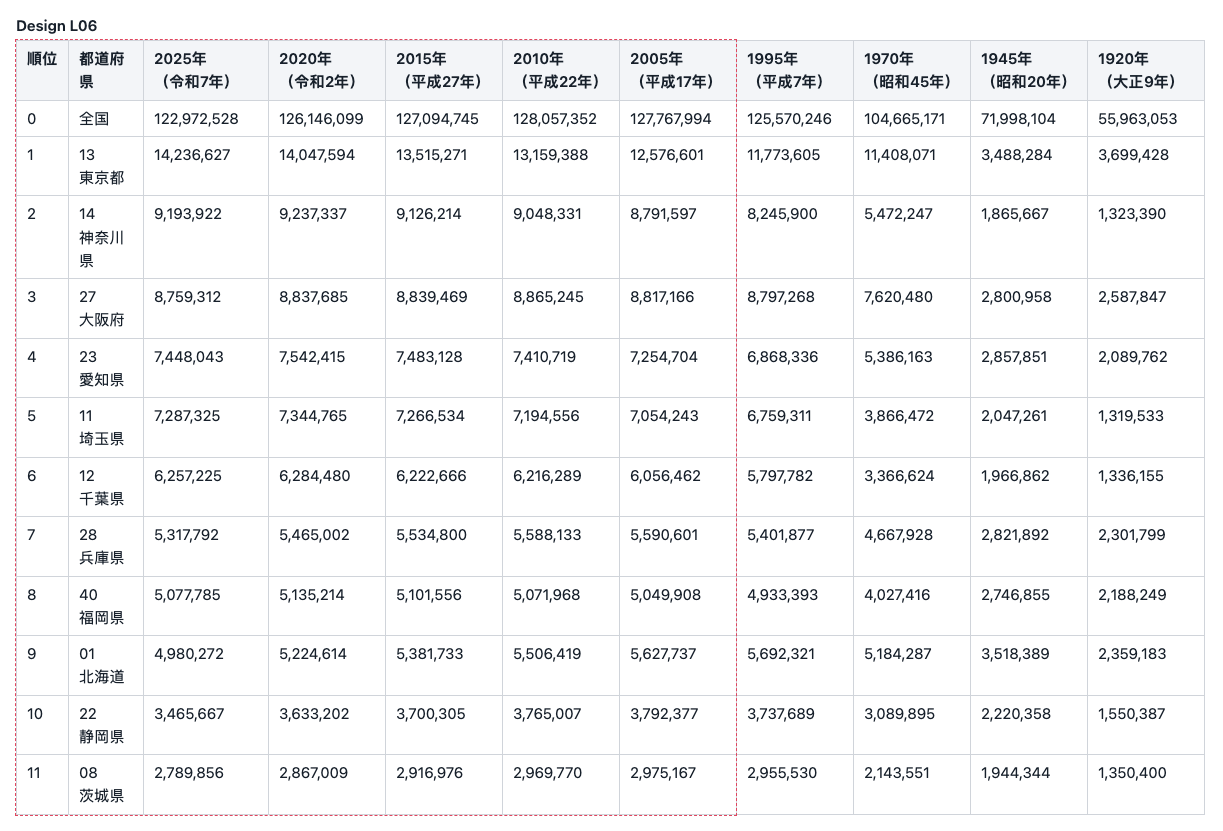 Design L06
順位 都道府県 2025年（令和7年） 2020年（令和2年） 2015年（平成27年） 2010年（平成22年） 2005年（平成17年） 1995年（平成7年） 1970年（昭和45年） 1945年（昭和20年） 1920年（大正9年）
0 全国 122,972,528 126,146,099 127,094,745 128,057,352 127,767,994 125,570,246 104,665,171 71,998,104 55,963,053
1 13 東京都 14,236,627 14,047,594 13,515,271 13,159,388 12,576,601 11,773,605 11,408,071 3,488,284 3,699,428
2 14 神奈川県 9,193,922 9,237,337 9,126,214 9,048,331 8,791,597 8,245,900 5,472,247 1,865,667 1,323,390
3 27 大阪府 8,759,312 8,837,685 8,839,469 8,865,245 8,817,166 8,797,268 7,620,480 2,800,958 2,587,847
4 23 愛知県 7,448,043 7,542,415 7,483,128 7,410,719 7,254,704 6,868,336 5,386,163 2,857,851 2,089,762
5 11 埼玉県 7,287,325 7,344,765 7,266,534 7,194,556 7,054,243 6,759,311 3,866,472 2,047,261 1,319,533
6 12 千葉県 6,257,225 6,284,480 6,222,666 6,216,289 6,056,462 5,797,782 3,366,624 1,966,862 1,336,155
7 28 兵庫県 5,317,792 5,465,002 5,534,800 5,588,133 5,590,601 5,401,877 4,667,928 2,821,892 2,301,799
8 40 福岡県 5,077,785 5,135,214 5,101,556 5,071,968 5,049,908 4,933,393 4,027,416 2,746,855 2,188,249
9 01 北海道 4,980,272 5,224,614 5,381,733 5,506,419 5,627,737 5,692,321 5,184,287 3,518,389 2,359,183
10 22 静岡県 3,465,667 3,633,202 3,700,305 3,765,007 3,792,377 3,737,689 3,089,895 2,220,358 1,550,387
11 08 茨城県 2,789,856 2,867,009 2,916,976 2,969,770 2,975,167 2,955,530 2,143,551 1,944,344 1,350,400